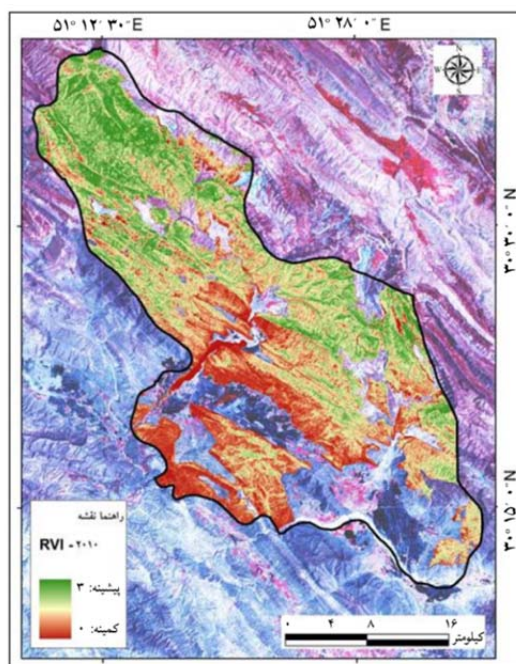 ۵۱° ۱۲' ۳۰"E
۵۱° ۲۸' ۰"E
N
W E
S
۳۰° ۳۰' ۰" N
۳۰° ۱۵' ۰" N
راهنما نقشه
RVI - ۲۰۱۰
پیشینه: ۳
کمینه: ۰
۰ ۴ ۸ ۱۶
کیلومتر